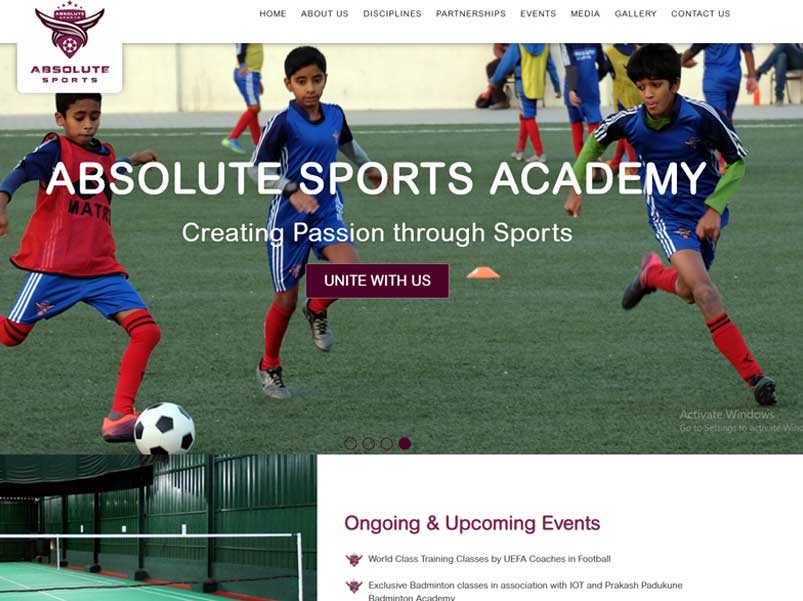 HOME ABOUT US DISCIPLINES PARTNERSHIPS EVENTS MEDIA GALLERY CONTACT US
ABSOLUTE
SPORTS
ABSOLUTE
SPORTS
MATR
ABSOLUTE SPORTS ACADEMY
Creating Passion through Sports
UNITE WITH US
Activate Windows
Go to Settings to activate Wind
Ongoing & Upcoming Events
World Class Training Classes by UEFA Coaches in Football
Exclusive Badminton classes in association with IOT and Prakash Padukune
Badminton Academy